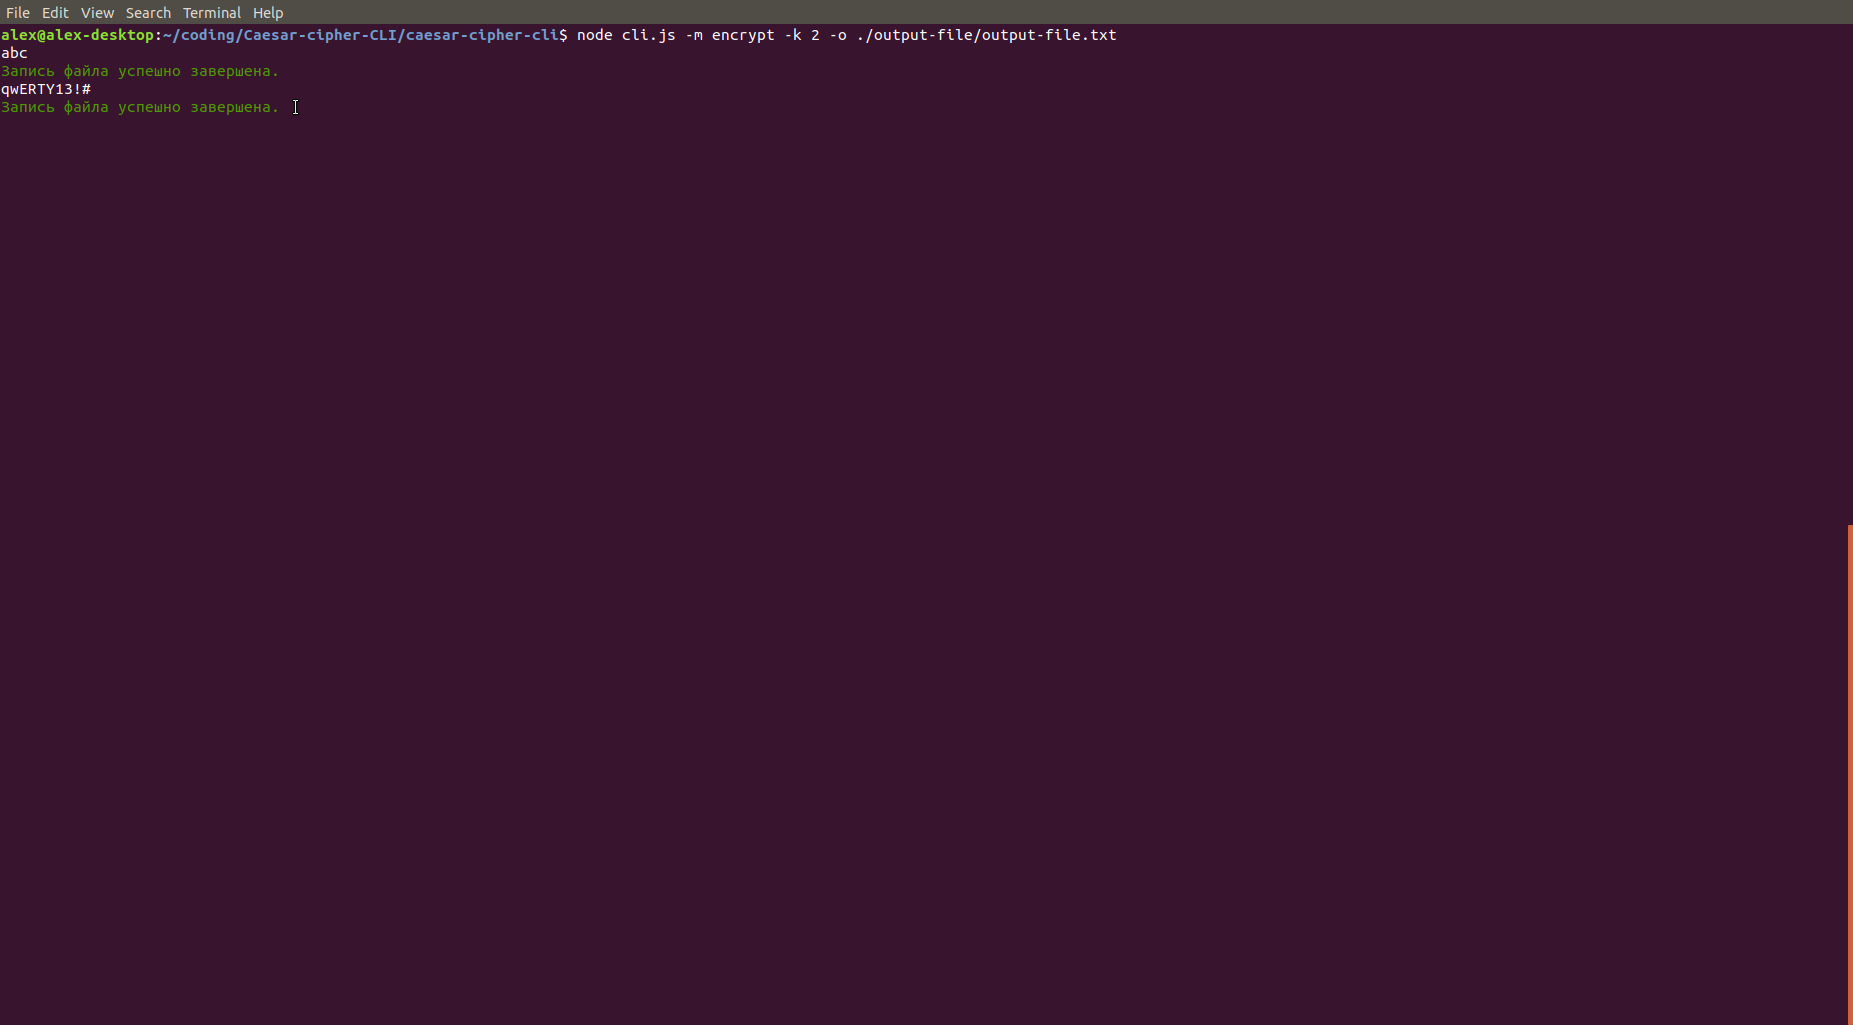 File Edit View Search Terminal Help
alex@alex-desktop:~/coding/Caesar-cipher-CLI/caesar-cipher-cli$ node cli.js -m encrypt -k 2 -o ./output-file/output-file.txt
abc
Запись файла успешно завершена.
qwERTY13!#
Запись файла успешно завершена.